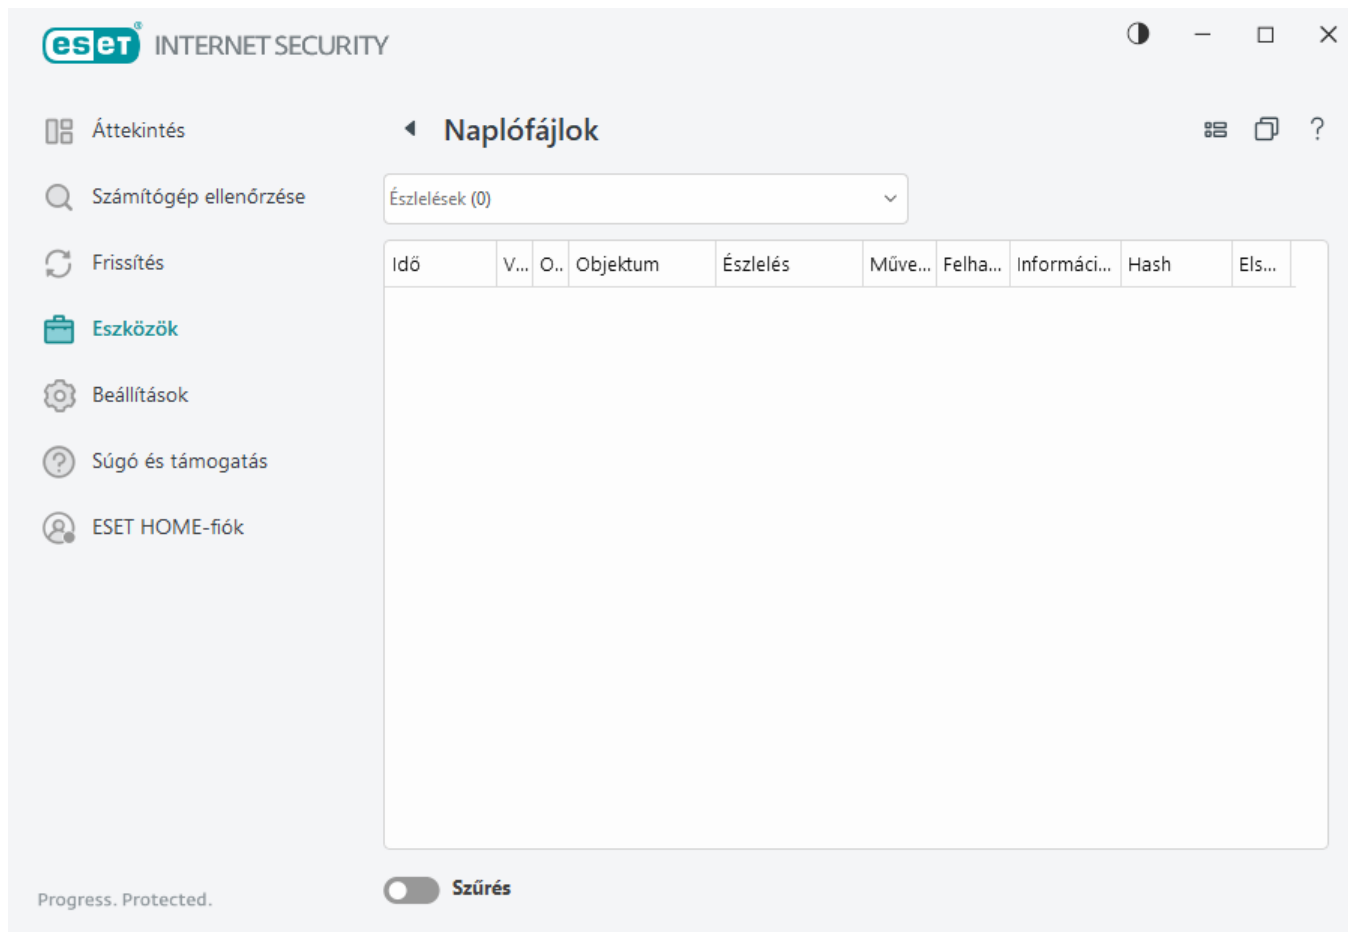 eset® INTERNET SECURITY
Áttekintés
Számítógép ellenőrzése
Frissítés
Eszközök
Beállítások
Súgó és támogatás
ESET HOME-fiók
Progress. Protected.
Naplófájlok
?
Észlelések (0)
Idő V... O.. Objektum Észlelés Műve... Felha... Informáci... Hash Els...
Szűrés